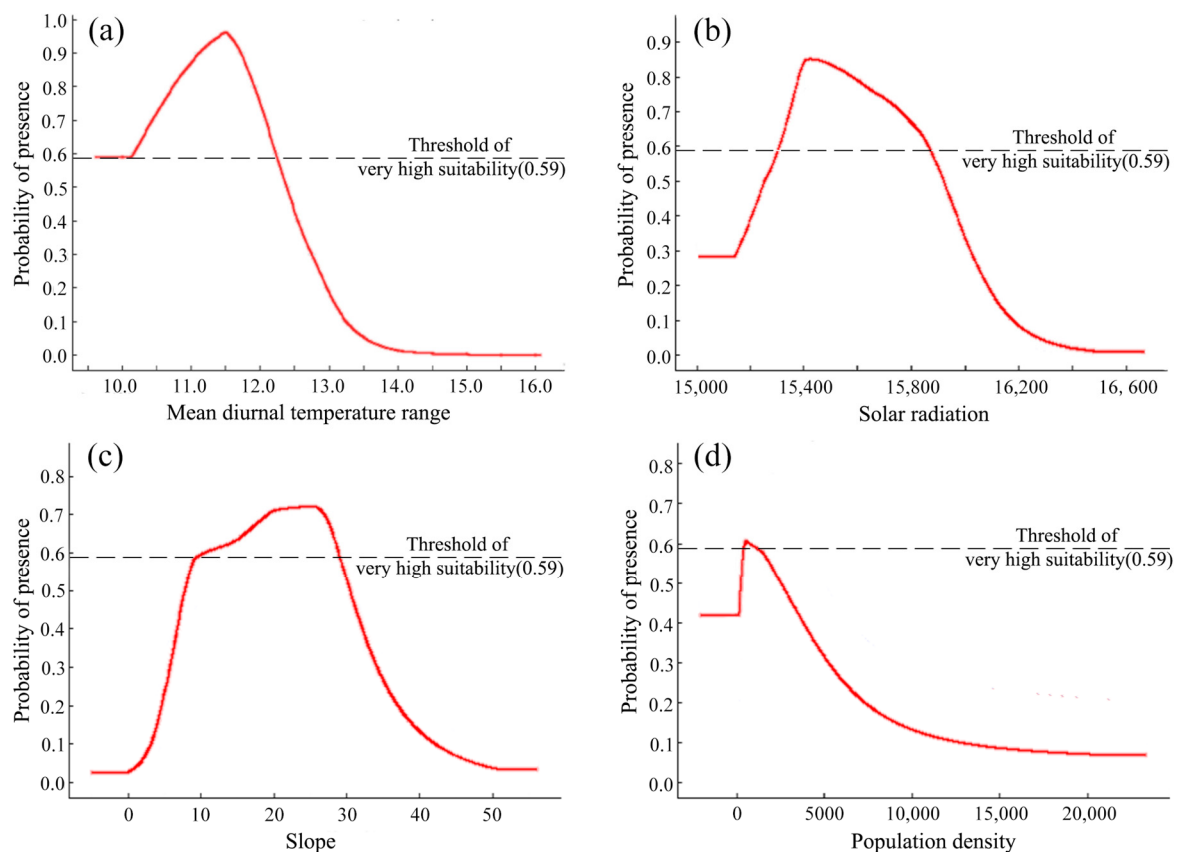 (a)
Probability of presence
1.0
0.9
0.8
0.7
0.6
0.5
0.4
0.3
0.2
0.1
0.0
Threshold of
very high suitability(0.59)
10.0 11.0 12.0 13.0 14.0 15.0 16.0
Mean diurnal temperature range
(b)
Probability of presence
0.9
0.8
0.7
0.6
0.5
0.4
0.3
0.2
0.1
0.0
Threshold of
very high suitability(0.59)
15,000 15,400 15,800 16,200 16, 660
Solar radiation
(c)
Probability of presence
0.8
0.7
0.6
0.5
0.4
0.3
0.2
0.1
0.0
Threshold of
very high suitability(0.59)
0 10 20 30 40 50
Slope
(d)
Probability of presence
0.8
0.7
0.6
0.5
0.4
0.3
0.2
0.1
0.0
Threshold of
very high suitability(0.59)
0 5000 10,000 15,000 20,000
Population density